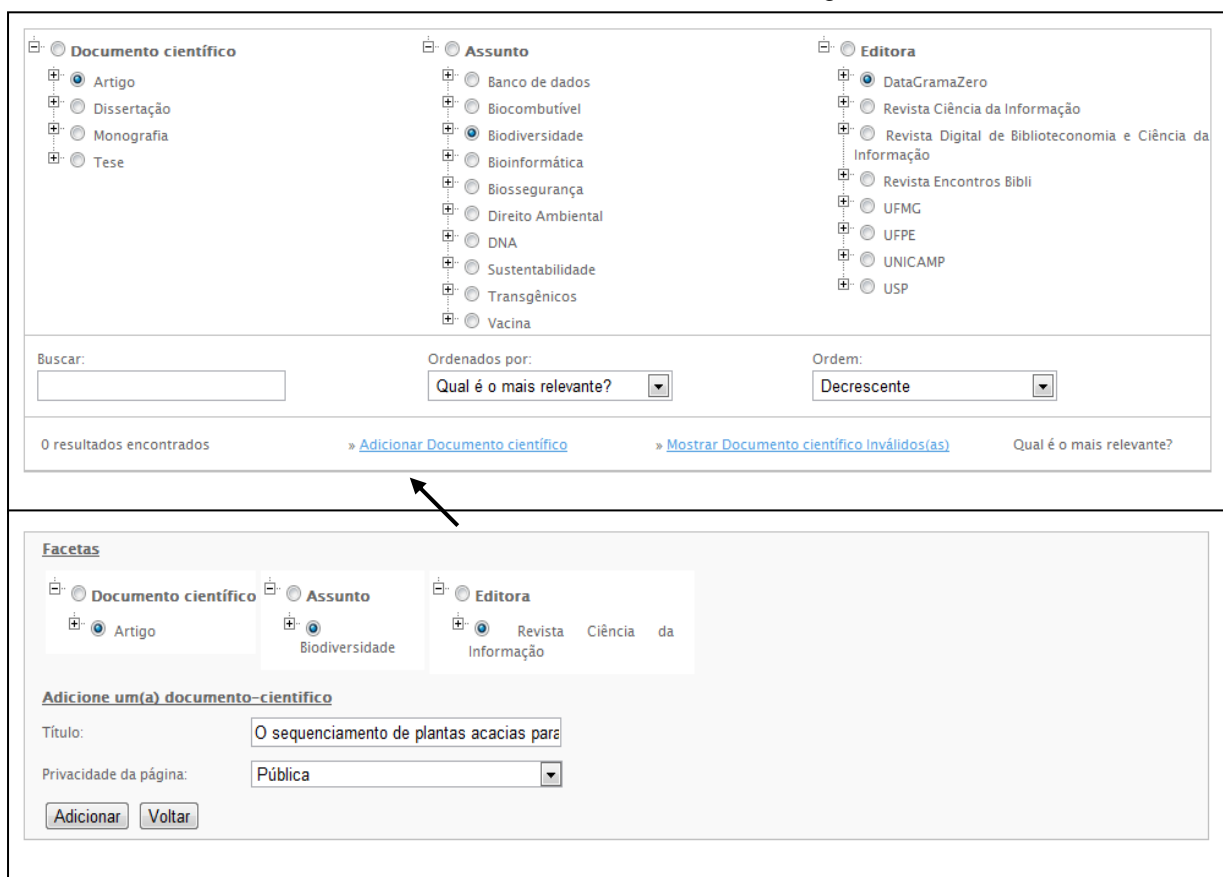 Documento científico
Artigo
Dissertação
Monografia
Tese
Assunto
Banco de dados
Biocombutível
Biodiversidade
Bioinformática
Biossegurança
Direito Ambiental
DNA
Sustentabilidade
Transgênicos
Vacina
Editora
DataGramaZero
Revista Ciência da Informação
Revista Digital de Biblioteconomia e Ciência da
Informação
Revista Encontros Bibli
UFMG
UFPE
UNICAMP
USP
Buscar:
Ordenados por:
Qual é o mais relevante?
Ordem:
Decrescente
0 resultados encontrados
» Adicionar Documento científico
» Mostrar Documento científico Inválidos(as)
Qual é o mais relevante?
Facetas
Documento científico
Artigo
Assunto
Biodiversidade
Editora
Revista Ciência da
Informação
Adicione um(a) documento-cientifico
Título:
O sequenciamento de plantas acacias para
Privacidade da página:
Pública
Adicionar
Voltar